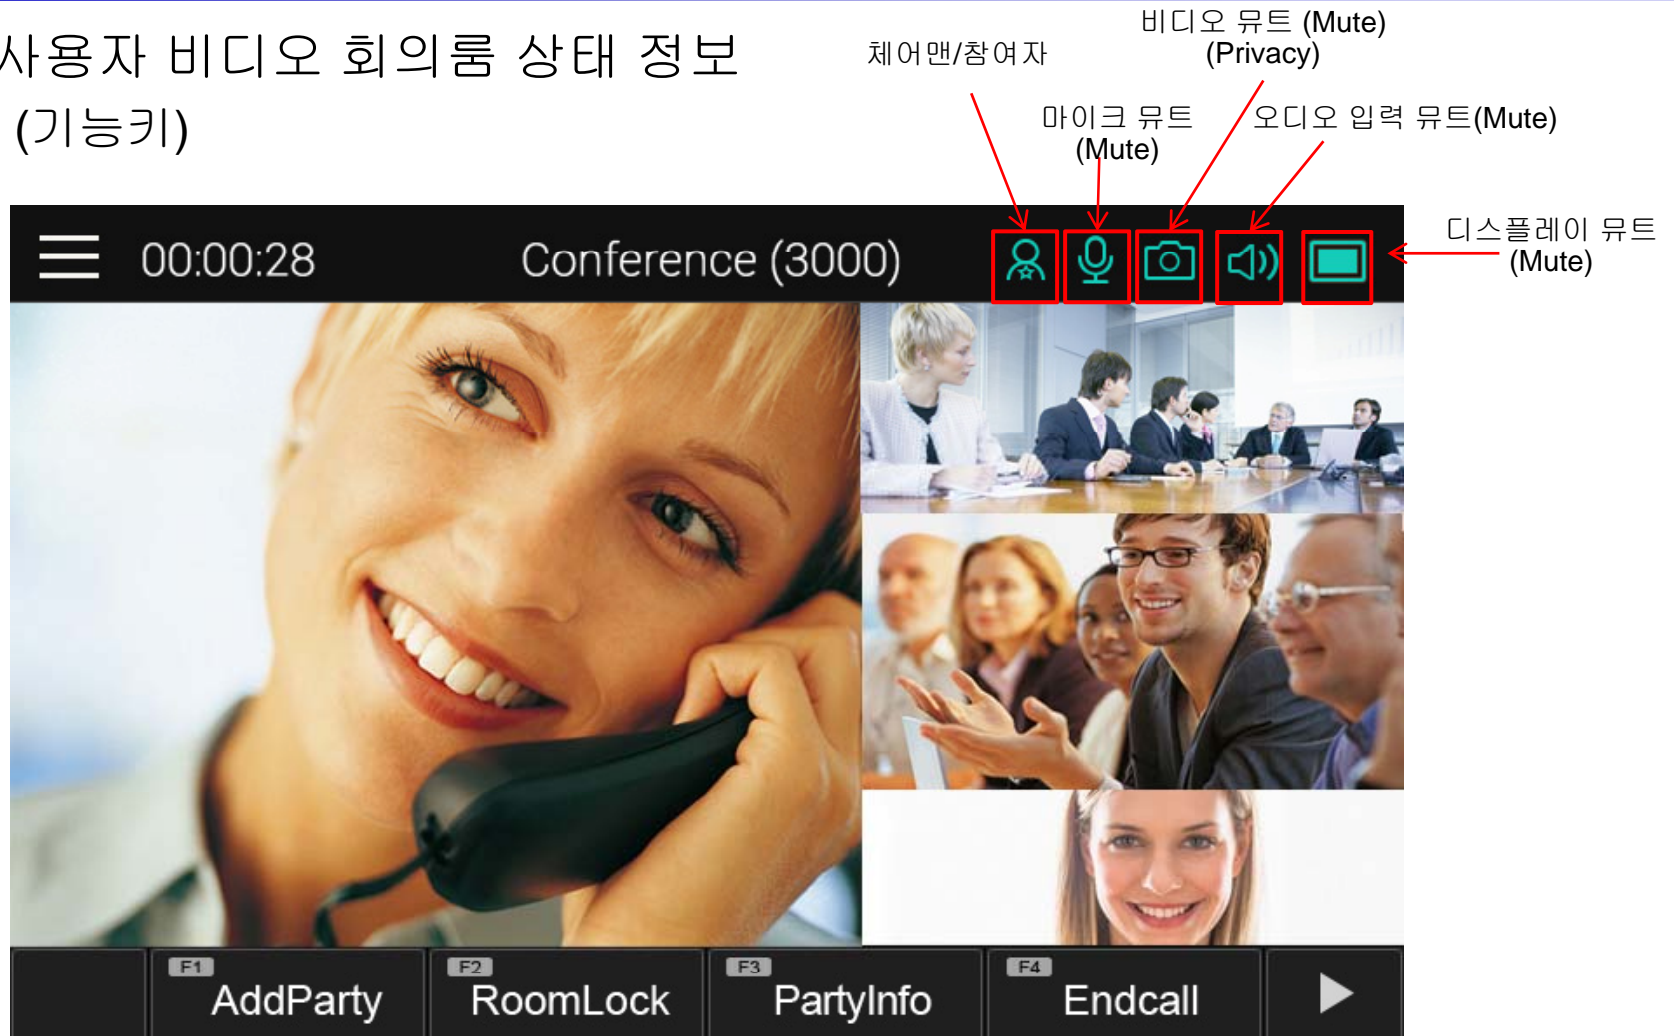 사용자 비디오 회의룸 상태 정보
(기능키)
체어맨/참여자
비디오 뮤트 (Mute)
(Privacy)
마이크 뮤트
(Mute)
오디오 입력 뮤트(Mute)
디스플레이 뮤트
(Mute)
00:00:28
Conference (3000)
F1
AddParty
F2
RoomLock
F3
PartyInfo
F4
Endcall